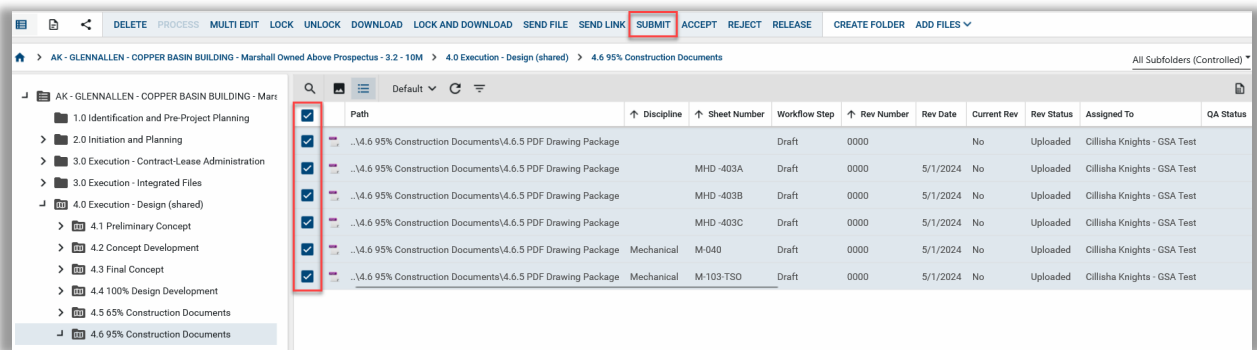 DELETE PROCESS MULTI EDIT LOCK UNLOCK DOWNLOAD LOCK AND DOWNLOAD SEND FILE SEND LINK SUBMIT ACCEPT REJECT RELEASE CREATE FOLDER ADD FILES
> AK - GLENNALLEN - COPPER BASIN BUILDING - Marshall Owned Above Prospectus - 3.2 - 10M > 4.0 Execution - Design (shared) > 4.6 95% Construction Documents
All Subfolders (Controlled)
Default
AK - GLENNALLEN - COPPER BASIN BUILDING - Mars
1.0 Identification and Pre-Project Planning
2.0 Initiation and Planning
3.0 Execution - Contract-Lease Administration
3.0 Execution - Integrated Files
4.0 Execution - Design (shared)
4.1 Preliminary Concept
4.2 Concept Development
4.3 Final Concept
4.4 100% Design Development
4.5 65% Construction Documents
4.6 95% Construction Documents
Path Discipline Sheet Number Workflow Step Rev Number Rev Date Current Rev Rev Status Assigned To QA Status
..\4.6 95% Construction Documents\4.6.5 PDF Drawing Package Draft 0000 No Uploaded Cillisha Knights - GSA Test
..\4.6 95% Construction Documents\4.6.5 PDF Drawing Package MHD -403A Draft 0000 5/1/2024 No Uploaded Cillisha Knights - GSA Test
..\4.6 95% Construction Documents\4.6.5 PDF Drawing Package MHD -403B Draft 0000 5/1/2024 No Uploaded Cillisha Knights - GSA Test
..\4.6 95% Construction Documents\4.6.5 PDF Drawing Package MHD -403C Draft 0000 5/1/2024 No Uploaded Cillisha Knights - GSA Test
..\4.6 95% Construction Documents\4.6.5 PDF Drawing Package Mechanical M-040 Draft 0000 5/1/2024 No Uploaded Cillisha Knights - GSA Test
..\4.6 95% Construction Documents\4.6.5 PDF Drawing Package Mechanical M-103-TSO Draft 0000 5/1/2024 No Uploaded Cillisha Knights - GSA Test